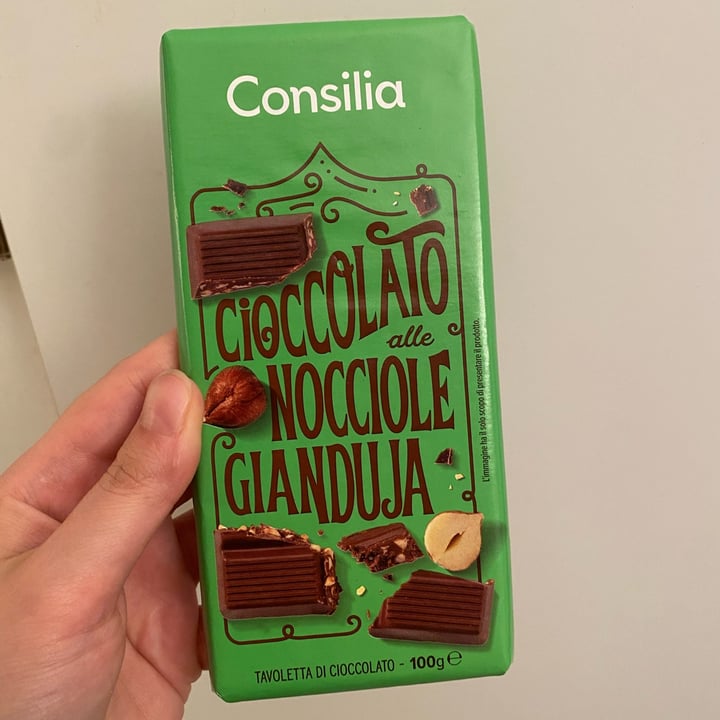 Consilia
CIOCCOLATO
alle
NOCCIOLE
GIANDUJA
L'immagine ha il solo scopo di presentare il prodotto.
TAVOLETTA DI CIOCCOLATO - 100g ℮